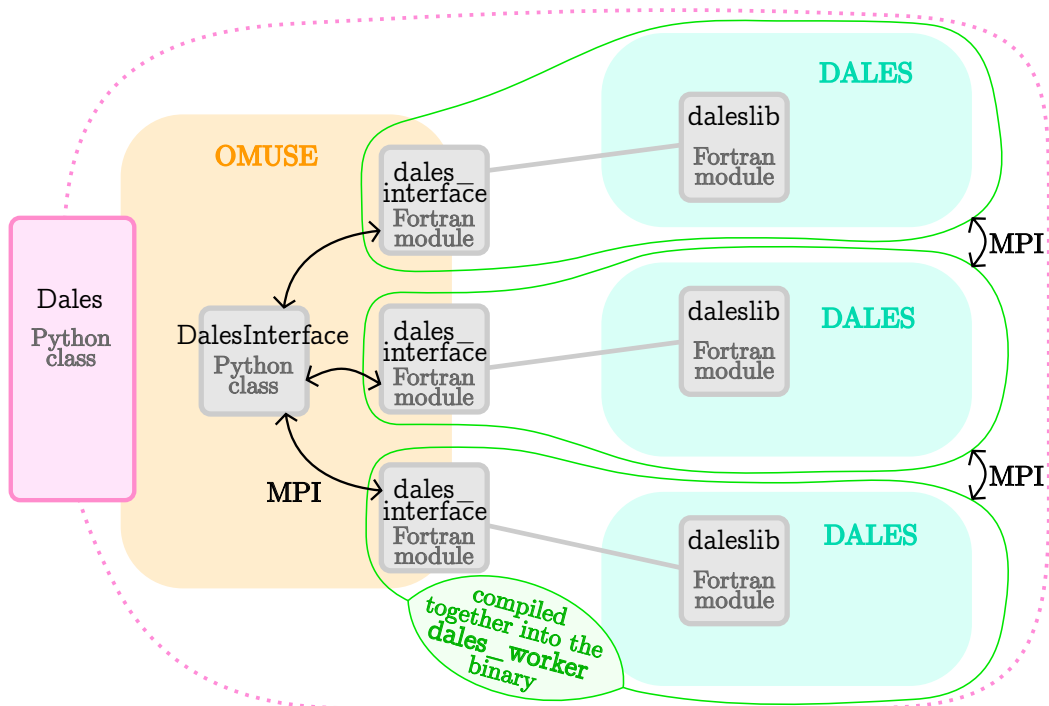 DALES
daleslib
Fortran
module
OMUSE
dales_
interface
Fortran
module
MPI
Dales
Python
class
DalesInterface
Python
class
dales_
interface
Fortran
module
daleslib
Fortran
module
DALES
MPI
dales_
interface
Fortran
module
MPI
daleslib
Fortran
module
DALES
compiled
together into the
dales_worker
binary